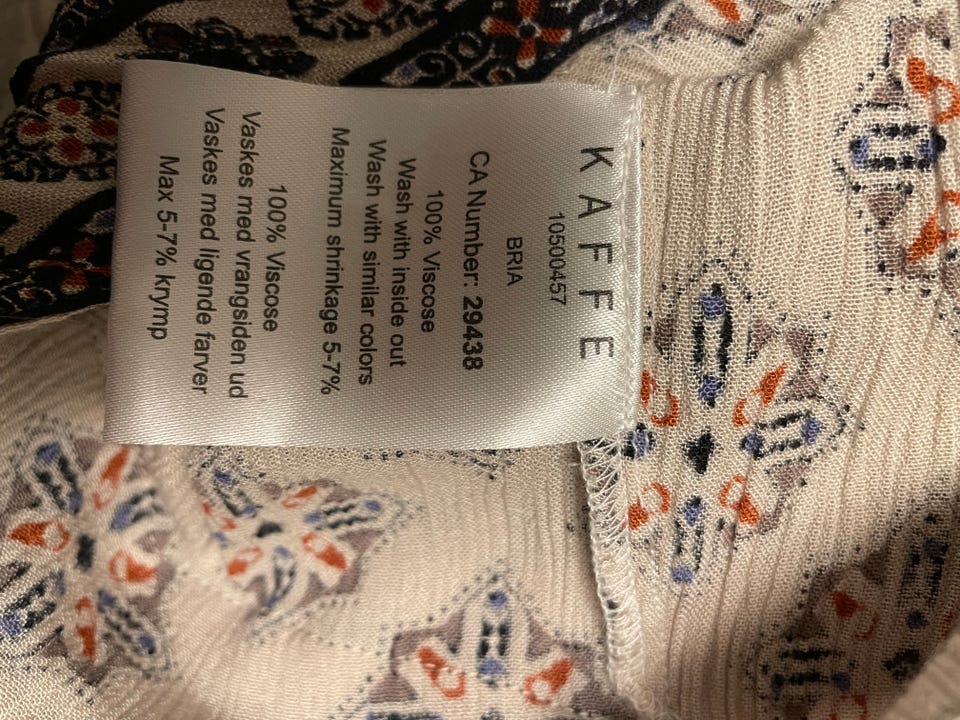 KAFFE
10500457
BRIA
CA Number: 29438
100% Viscose
Wash with inside out
Wash with similar colors
Maximum shrinkage 5-7%
100% Viscose
Vaskes med vrangsiden ud
Vaskes med ligende farver
Max 5-7% krymp